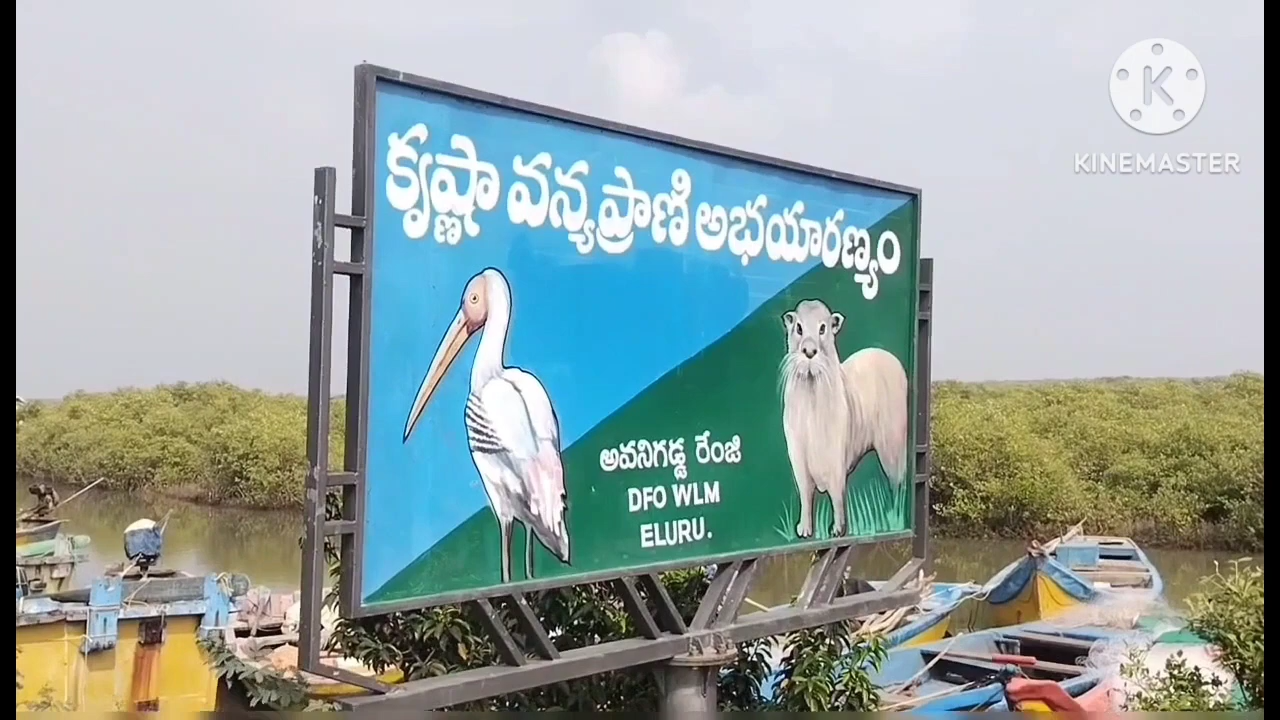 కృష్ణా వన్యప్రాణి అభయారణ్యం
అవనిగడ్డ రేంజి
DFO WLM
ELURU.
K
KINEMASTER